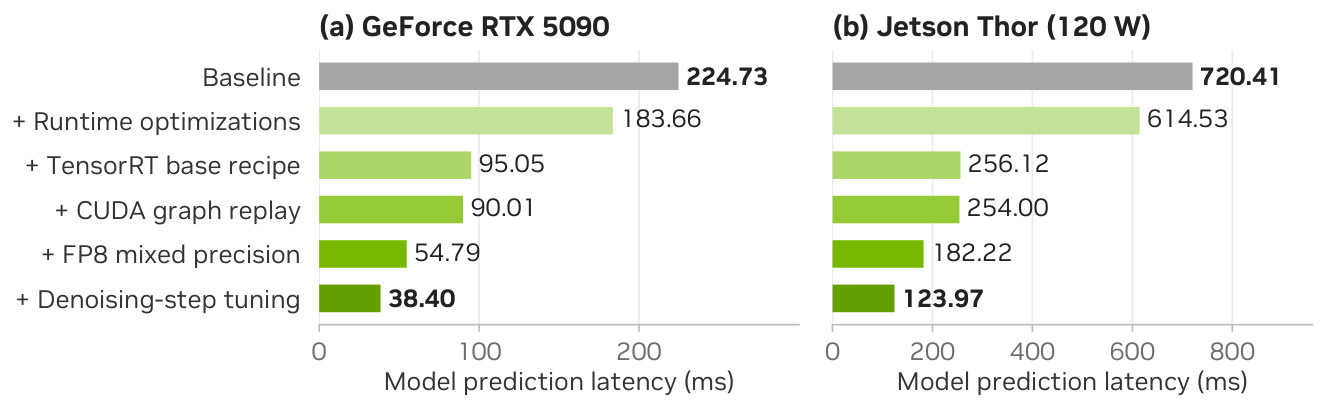 (a) GeForce RTX 5090
Baseline 224.73
+ Runtime optimizations 183.66
+ TensorRT base recipe 95.05
+ CUDA graph replay 90.01
+ FP8 mixed precision 54.79
+ Denoising-step tuning 38.40
0 100 200
Model prediction latency (ms)
(b) Jetson Thor (120 W)
720.41
614.53
256.12
254.00
182.22
123.97
0 200 400 600 800
Model prediction latency (ms)